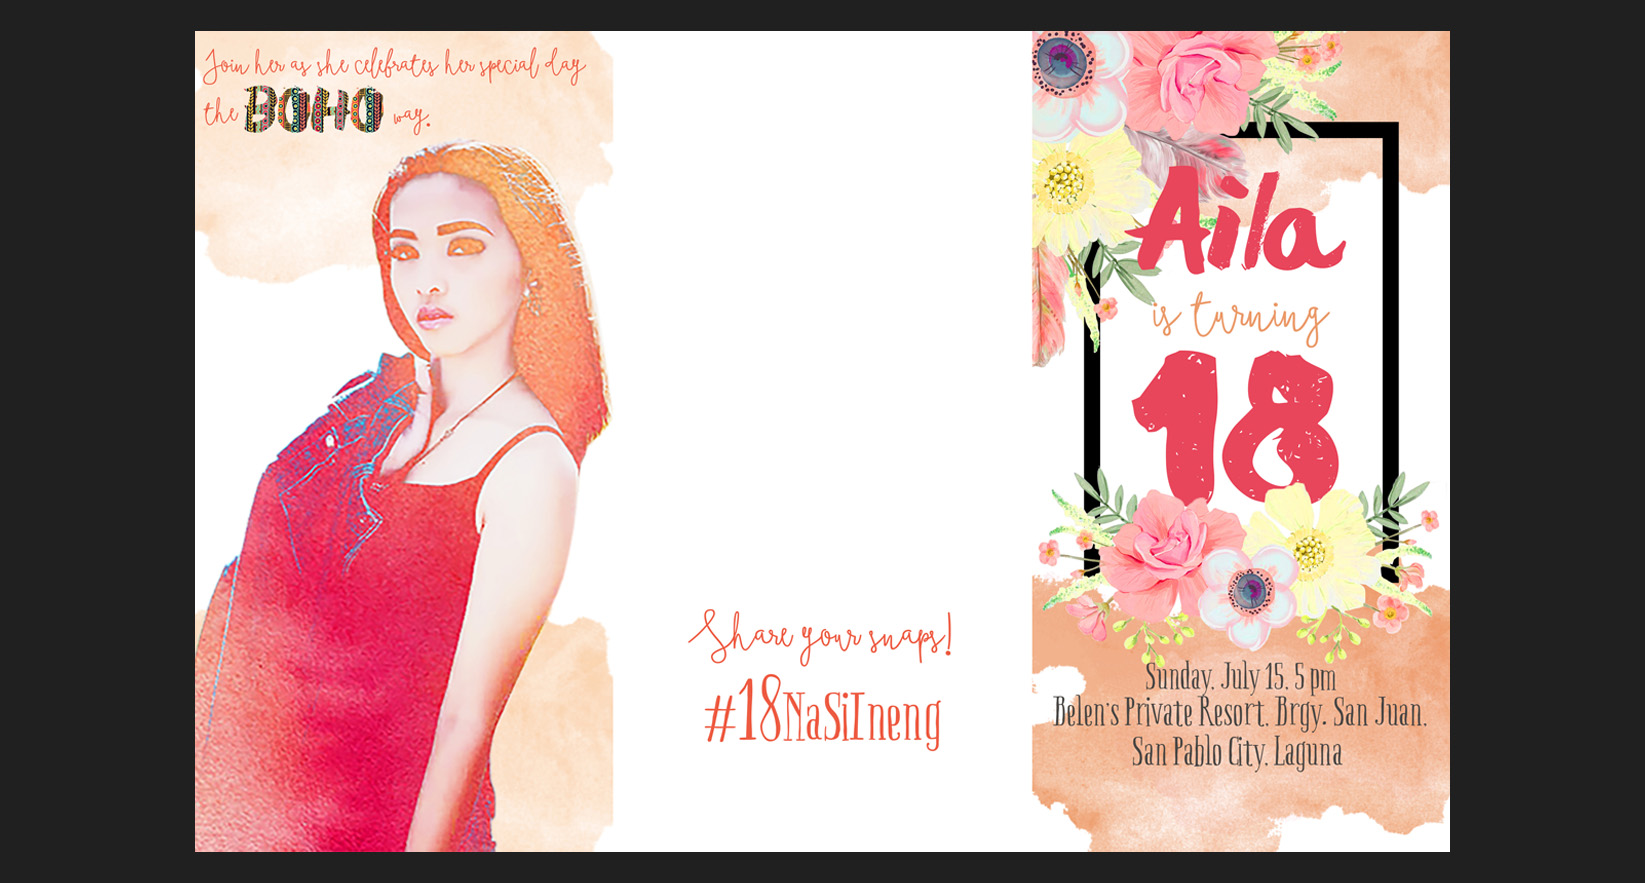 Join her as she celebrates her special day
the BOHO way.
Share your snaps!
#18NaSiIneng
Aila
is turning
18
Sunday, July 15, 5 pm
Belen's Private Resort, Brgy. San Juan,
San Pablo City, Laguna